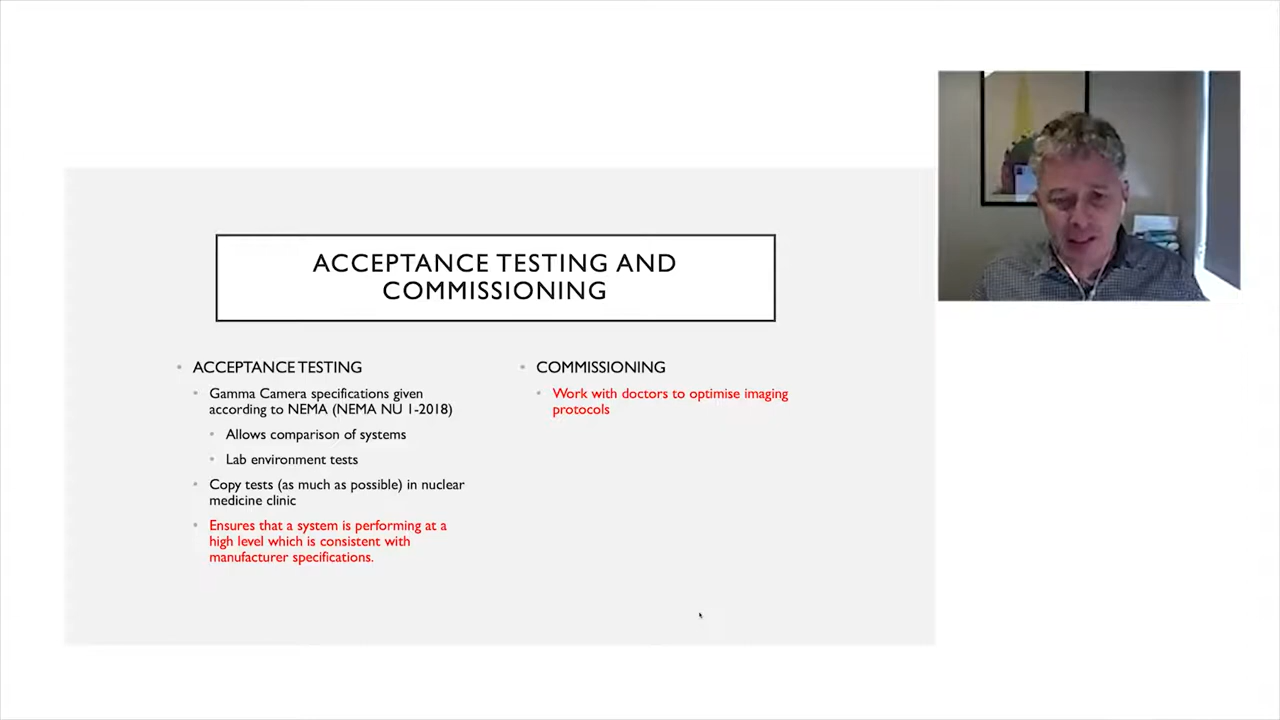 ACCEPTANCE TESTING AND
COMMISSIONING
ACCEPTANCE TESTING
Gamma Camera specifications given
according to NEMA (NEMA NU 1-2018)
Allows comparison of systems
Lab environment tests
Copy tests (as much as possible) in nuclear
medicine clinic
Ensures that a system is performing at a
high level which is consistent with
manufacturer specifications.
COMMISSIONING
Work with doctors to optimise imaging
protocols